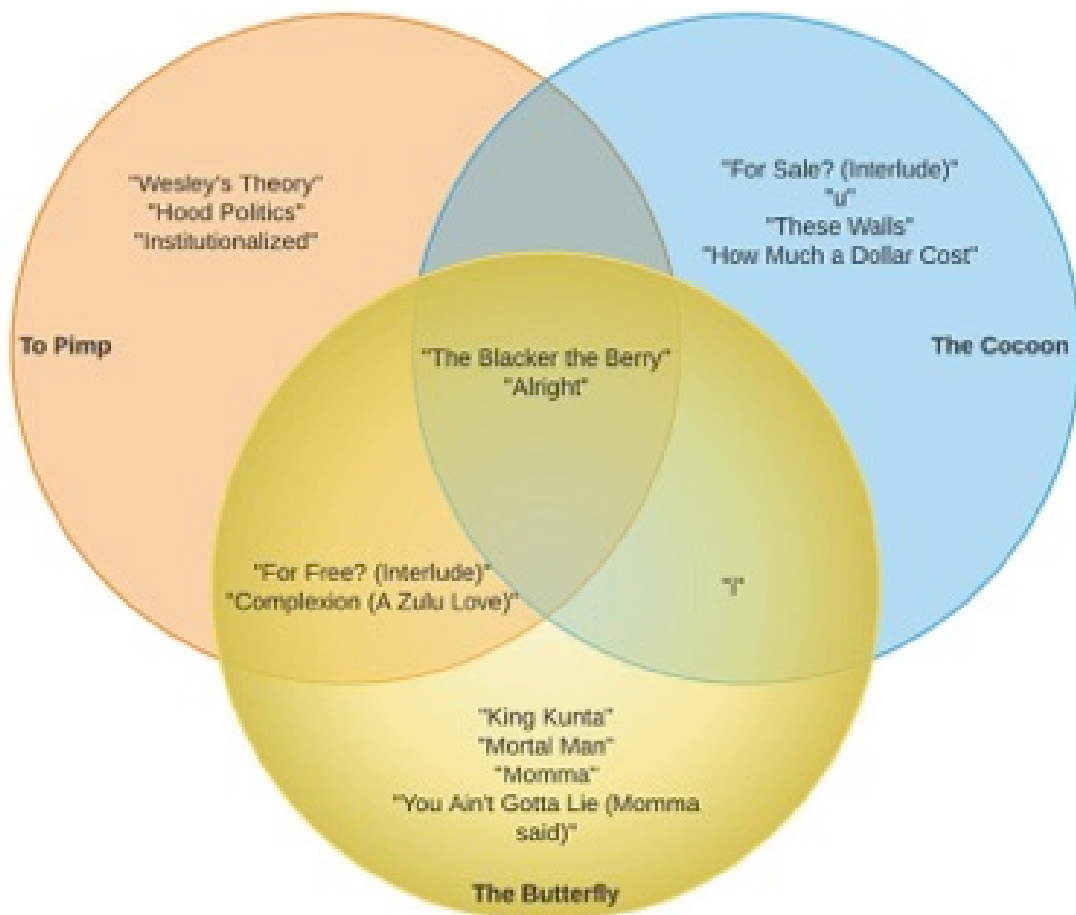 "Wesley's Theory"
"Hood Politics"
"Institutionalized"
"For Sale? (Interlude)"
"u"
"These Walls"
"How Much a Dollar Cost"
To Pimp
The Cocoon
"The Blacker the Berry"
"Alright"
"For Free? (Interlude)"
"Complexion (A Zulu Love)"
"i"
"King Kunta"
"Mortal Man"
"Momma"
"You Ain't Gotta Lie (Momma
said)"
The Butterfly